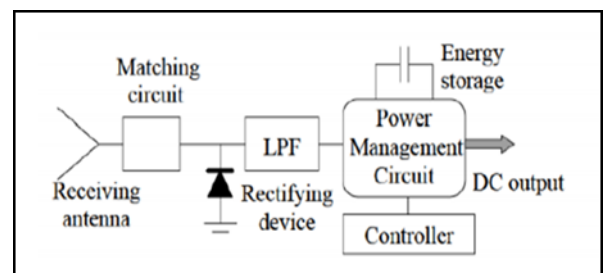 Matching
circuit
Receiving
antenna
Rectifying
device
LPF
Energy
storage
Power
Management
Circuit
DC output
Controller